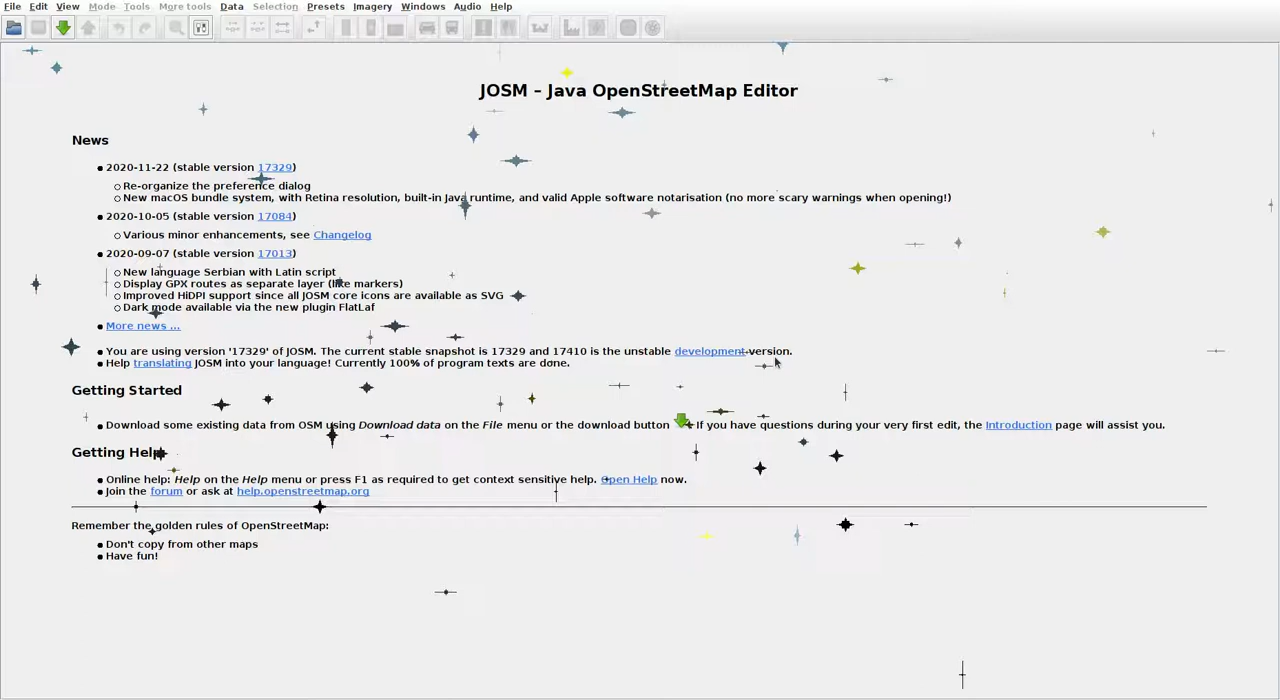 File Edit View Mode Tools More tools Data Selection Presets Imagery Windows Audio Help
JOSM – Java OpenStreetMap Editor
News
2020-11-22 (stable version 17329)
Re-organize the preference dialog
New macOS bundle system, with Retina resolution, built-in Java runtime, and valid Apple software notarisation (no more scary warnings when opening!)
2020-10-05 (stable version 17084)
Various minor enhancements, see Changelog
2020-09-07 (stable version 17013)
New language Serbian with Latin script
Display GPX routes as separate layer (like markers)
Improved HiDPI support since all JOSM core icons are available as SVG
Dark mode available via the new plugin FlatLaf
More news ...
You are using version '17329' of JOSM. The current stable snapshot is 17329 and 17410 is the unstable development version.
Help translating JOSM into your language! Currently 100% of program texts are done.
Getting Started
Download some existing data from OSM using Download data on the File menu or the download button . If you have questions during your very first edit, the Introduction page will assist you.
Getting Help
Online help: Help on the Help menu or press F1 as required to get context sensitive help. Open Help now.
Join the forum or ask at help.openstreetmap.org
Remember the golden rules of OpenStreetMap:
Don't copy from other maps
Have fun!